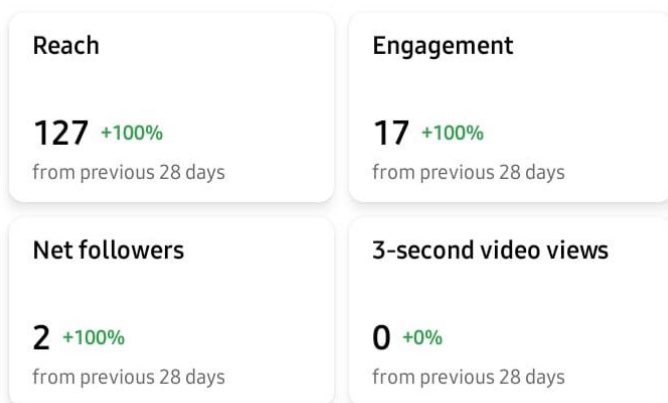 Reach
127 +100%
from previous 28 days
Engagement
17 +100%
from previous 28 days
Net followers
2 +100%
from previous 28 days
3-second video views
0 +0%
from previous 28 days